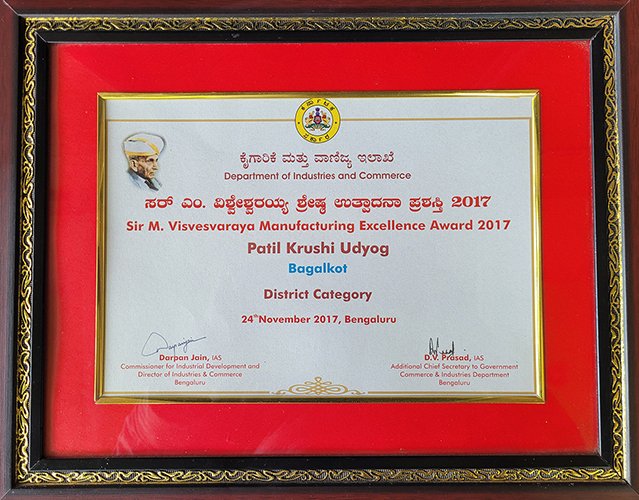 ಕೈಗಾರಿಕೆ ಮತ್ತು ವಾಣಿಜ್ಯ ಇಲಾಖೆ
Department of Industries and Commerce
ಸರ್ ಎಂ. ವಿಶ್ವೇಶ್ವರಯ್ಯ ಶ್ರೇಷ್ಠ ಉತ್ಪಾದನಾ ಪ್ರಶಸ್ತಿ 2017
Sir M. Visvesvaraya Manufacturing Excellence Award 2017
Patil Krushi Udyog
Bagalkot
District Category
24thNovember 2017, Bengaluru
Darpan Jain, IAS
Commissioner for Industrial Development and
Director of Industries & Commerce
Bengaluru
D.V. Prasad, IAS
Additional Chief Secretary to Government
Commerce & Industries Department
Bengaluru